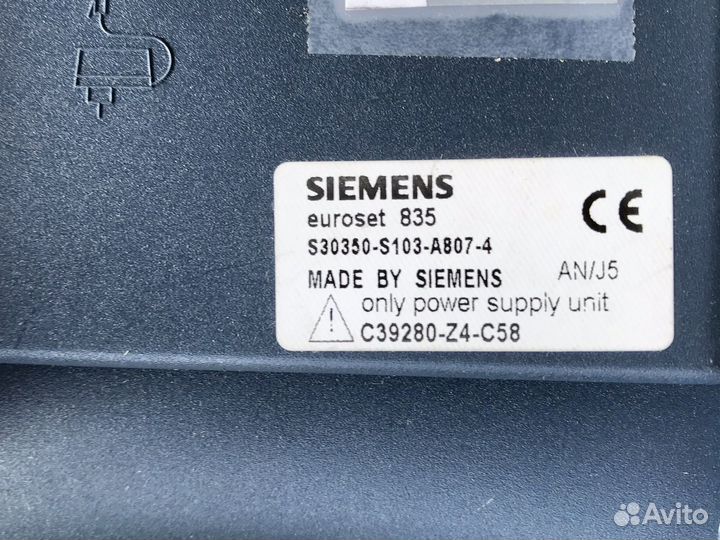 SIEMENS
euroset 835
S30350-S103-A807-4
MADE BY SIEMENS AN/J5
only power supply unit
C39280-Z4-C58
CE
Avito